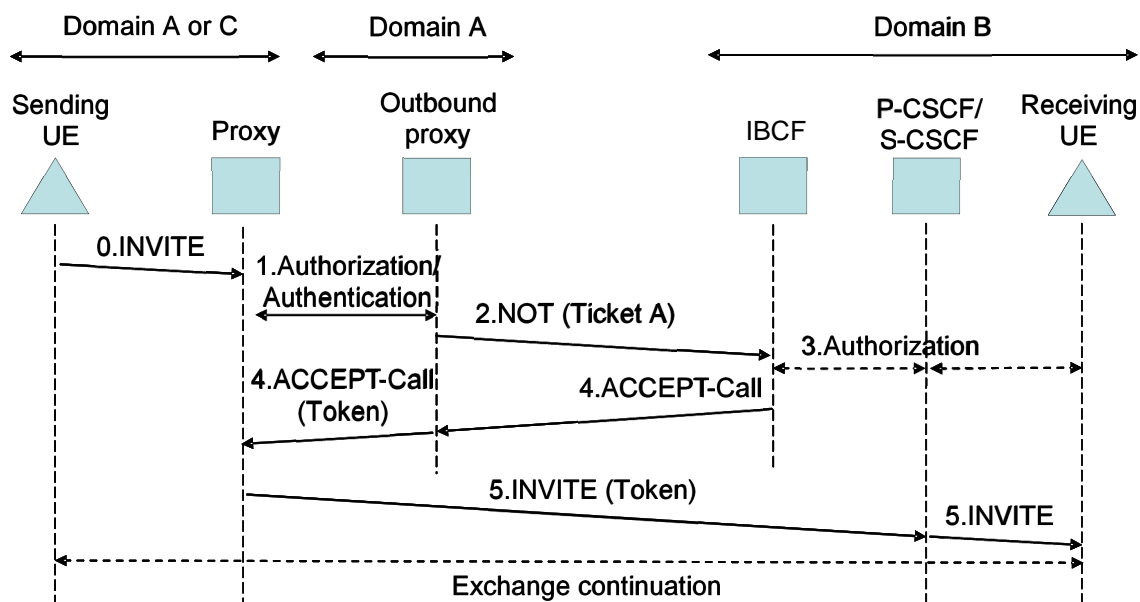 Domain A or C
Domain A
Domain B
Sending
UE
Proxy
Outbound
proxy
IBCF
P-CSCF/
S-CSCF
Receiving
UE
0.INVITE
1.Authorization/
Authentication
2.NOT (Ticket A)
3.Authorization
4.ACCEPT-Call
(Token)
4.ACCEPT-Call
5.INVITE (Token)
5.INVITE
Exchange continuation